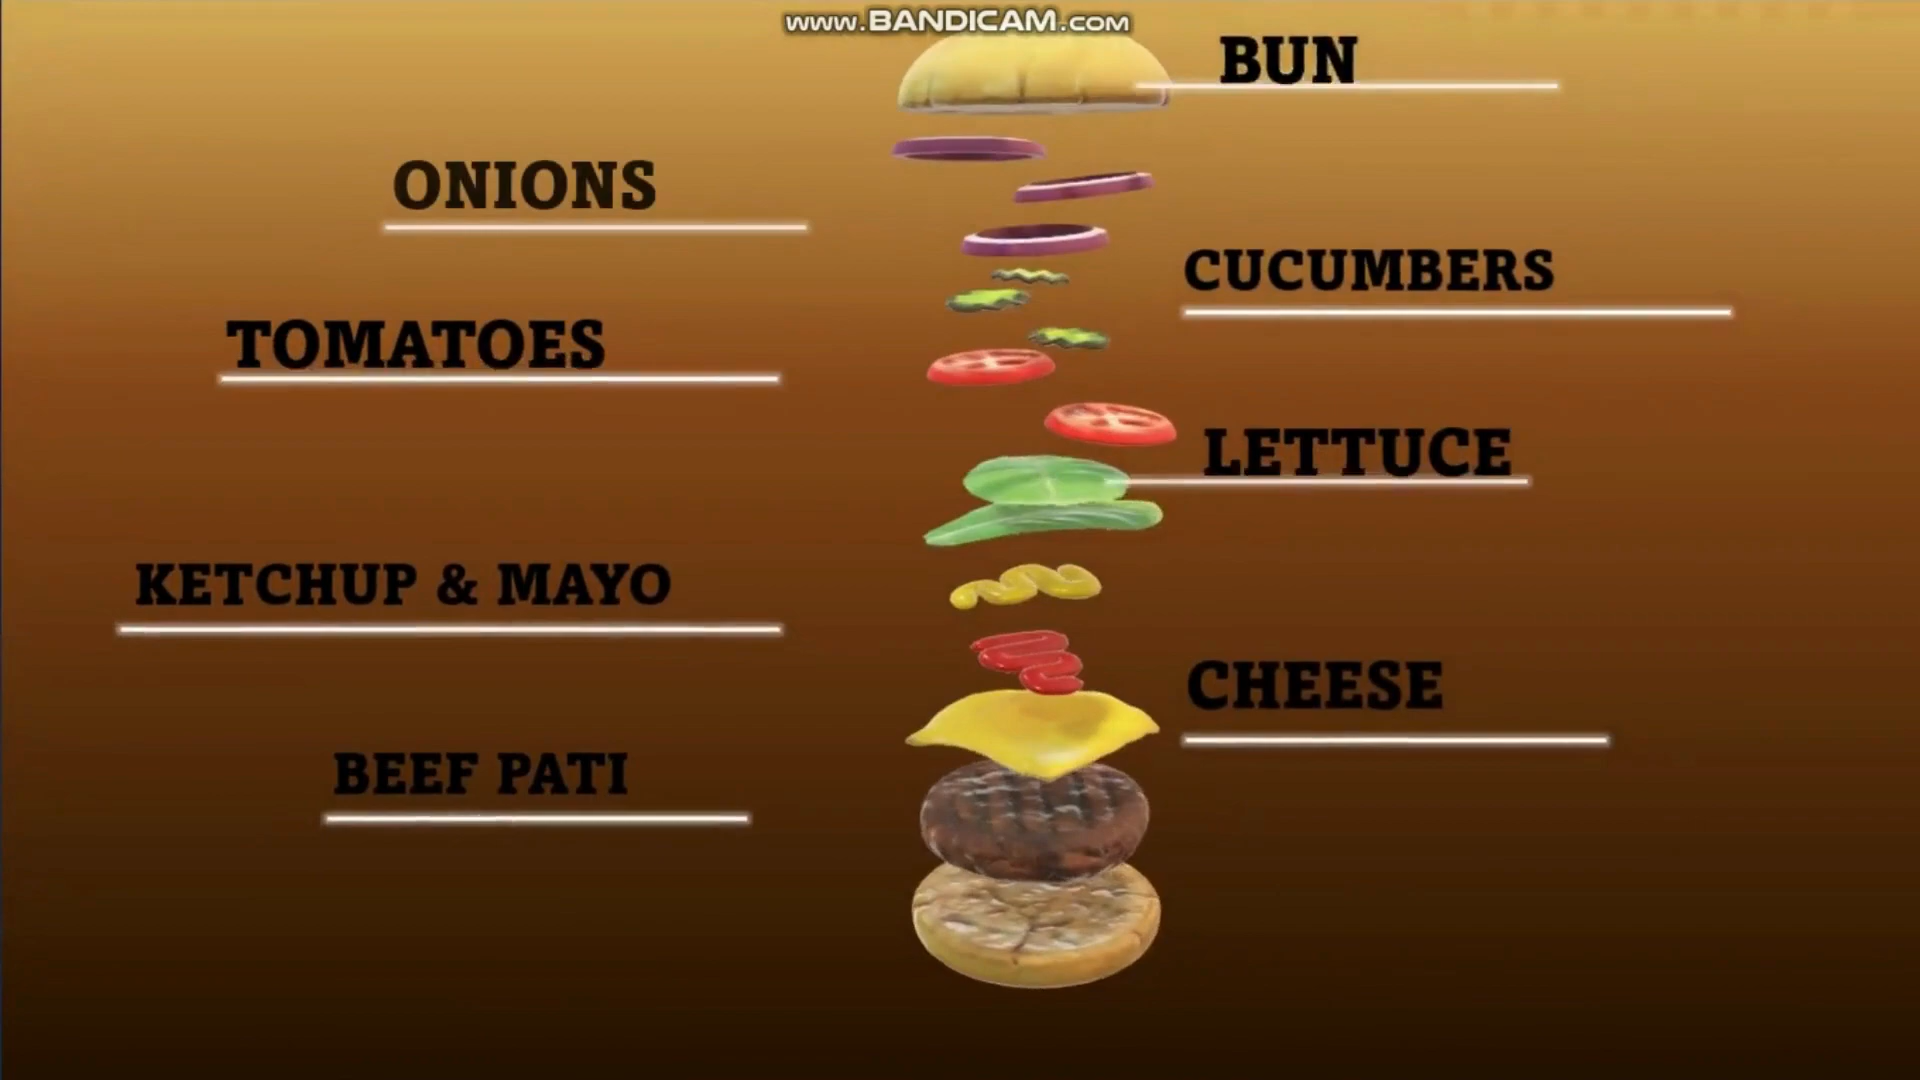 www.BANDICAM.com
BUN
ONIONS
CUCUMBERS
TOMATOES
LETTUCE
KETCHUP & MAYO
CHEESE
BEEF PATI